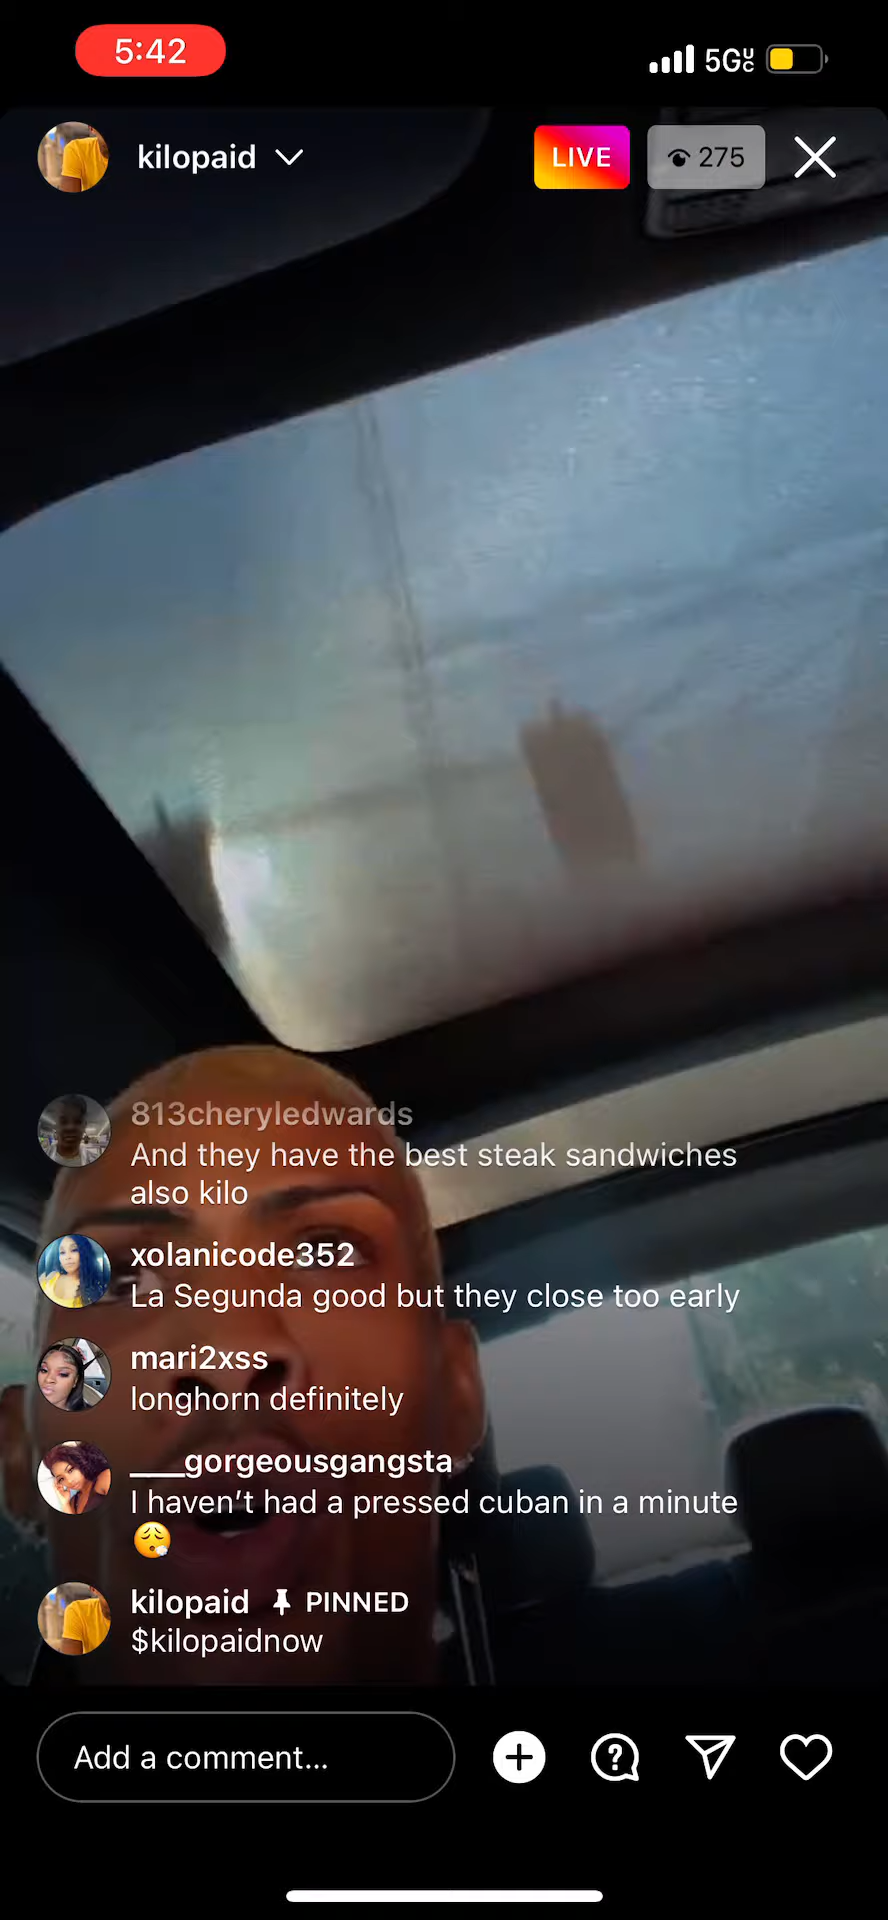 5:42
5GUC
kilopaid
LIVE
275
813cheryledwards
And they have the best steak sandwiches
also kilo
xolanicode352
La Segunda good but they close too early
mari2xss
longhorn definitely
___gorgeousgangsta
I haven’t had a pressed cuban in a minute
😮‍💨
kilopaid PINNED
$kilopaidnow
Add a comment...